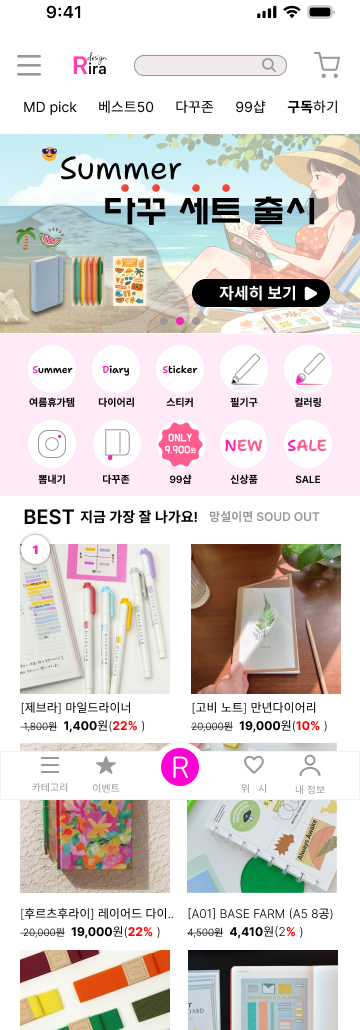 9:41
design
Rira
MD pick 베스트50 다꾸존 99샵 구독하기
Summer
다꾸 세트 출시
자세히 보기
Summer Diary Sticker
여름휴가템 다이어리 스티커 필기구 컬러링
ONLY
9,900원
NEW SALE
뽐내기 다꾸존 99샵 신상품 SALE
BEST 지금 가장 잘 나가요! 망설이면 SOUD OUT
1
[제브라] 마일드라이너
1,800원 1,400원(22% )
[고비 노트] 만년다이어리
20,000원 19,000원(10% )
카테고리 이벤트 R 위 시 내 정보
Always Awake
[후르츠후라이] 레이어드 다이..
20,000원 19,000원(22% )
[A01] BASE FARM (A5 8공)
4,500원 4,410원(2% )